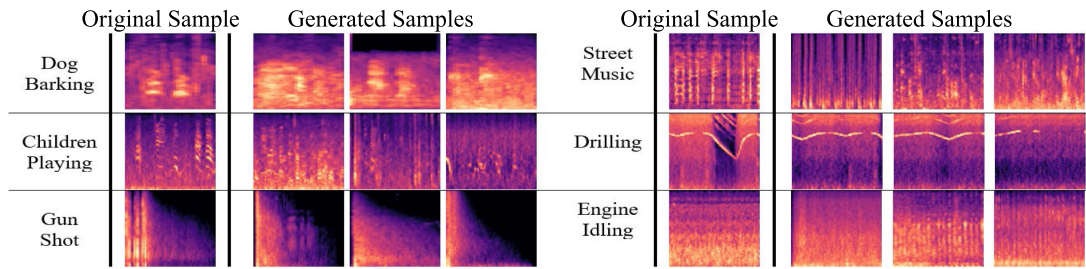 Original Sample
Generated Samples
Dog
Barking
Children
Playing
Gun
Shot
Original Sample
Generated Samples
Street
Music
Drilling
Engine
Idling